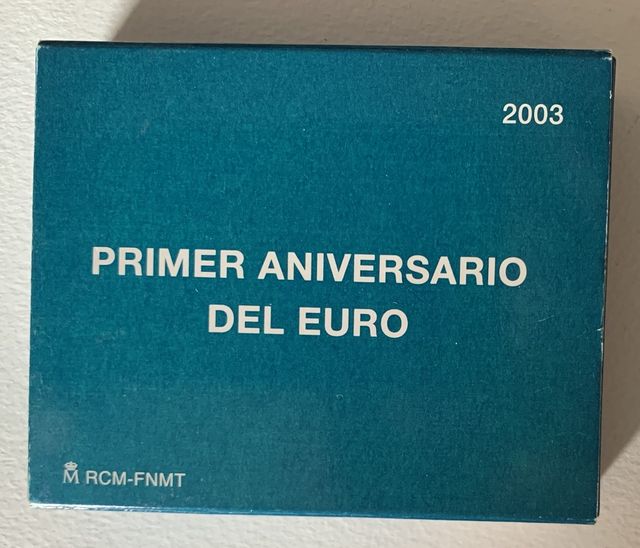 2003
PRIMER ANIVERSARIO
DEL EURO
M RCM-FNMT